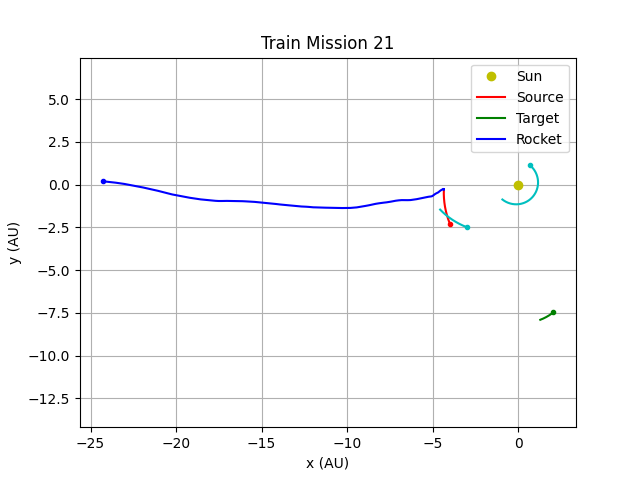 Train Mission 21
Sun
Source
Target
Rocket
5.0
2.5
0.0
−2.5
−5.0
−7.5
−10.0
−12.5
y (AU)
−25 −20 −15 −10 −5 0
x (AU)